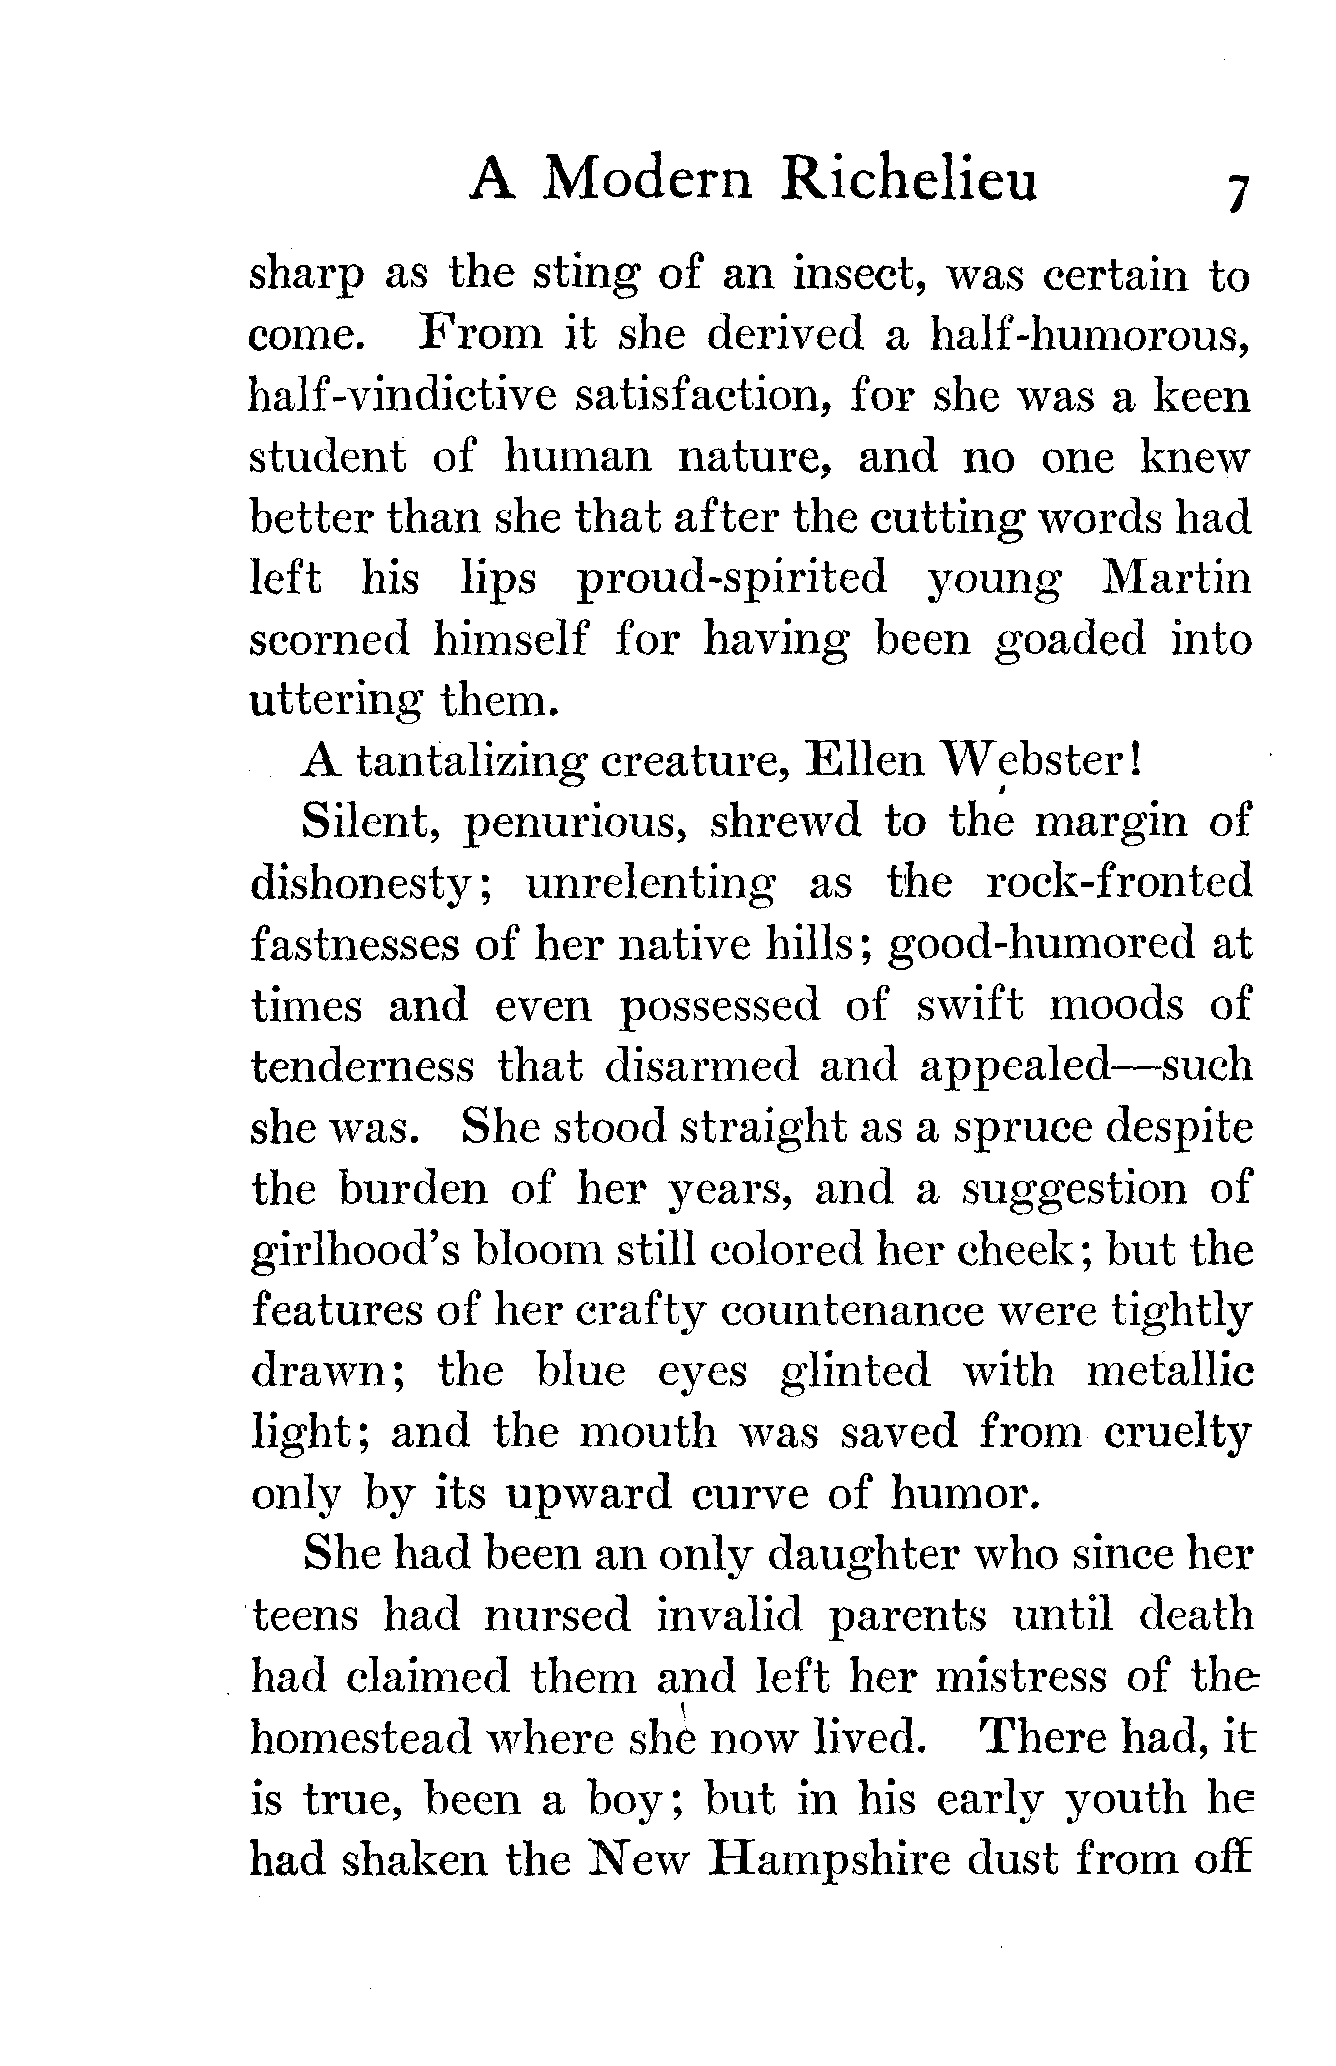 A Modern Richelieu 7
sharp as the sting of an insect, was certain to
come. From it she derived a half-humorous,
half-vindictive satisfaction, for she was a keen
student of human nature, and no one knew
better than she that after the cutting words had
left his lips proud-spirited young Martin
scorned himself for having been goaded into
uttering them.
A tantalizing creature, Ellen Webster!
Silent, penurious, shrewd to the margin of
dishonesty; unrelenting as the rock-fronted
fastnesses of her native hills; good-humored at
times and even possessed of swift moods of
tenderness that disarmed and appealed—such
she was. She stood straight as a spruce despite
the burden of her years, and a suggestion of
girlhood's bloom still colored her cheek; but the
features of her crafty countenance were tightly
drawn; the blue eyes glinted with metallic
light; and the mouth was saved from cruelty
only by its upward curve of humor.
She had been an only daughter who since her
teens had nursed invalid parents until death
had claimed them and left her mistress of the
homestead where she now lived. There had, it
is true, been a boy; but in his early youth he
had shaken the New Hampshire dust from off